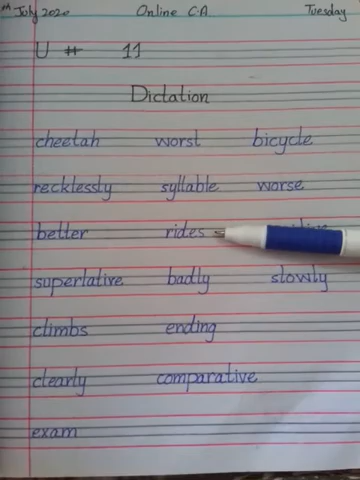 th July 2020 Online C.A. Tuesday
U # 11
Dictation
cheetah worst bicycle
recklessly syllable worse
better rides
superlative badly slowly
climbs ending
clearly comparative
exam